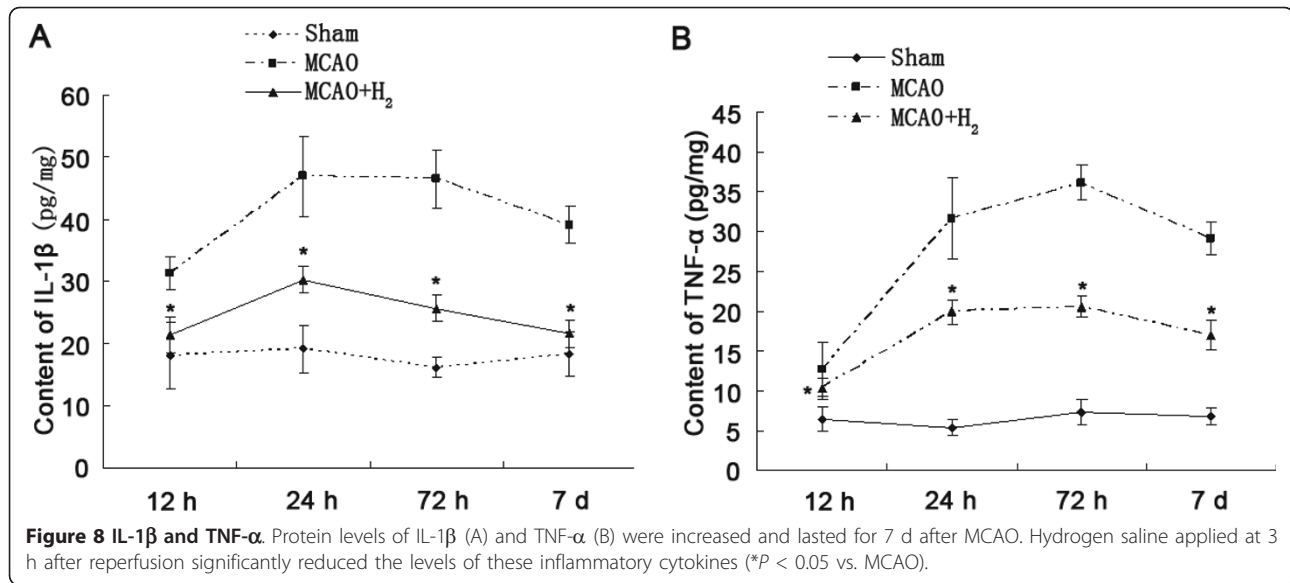 A
Sham
MCAO
MCAO+H₂
60
50
40
30
20
10
0
Content of IL-1β (pg/mg)
*
*
*
*
12 h 24 h 72 h 7 d
B
Sham
MCAO
MCAO+H₂
45
40
35
30
25
20
15
10
5
0
Content of TNF-α (pg/mg)
*
*
*
*
12 h 24 h 72 h 7 d
Figure 8 IL-1β and TNF-α. Protein levels of IL-1β (A) and TNF-α (B) were increased and lasted for 7 d after MCAO. Hydrogen saline applied at 3
h after reperfusion significantly reduced the levels of these inflammatory cytokines (*P < 0.05 vs. MCAO).